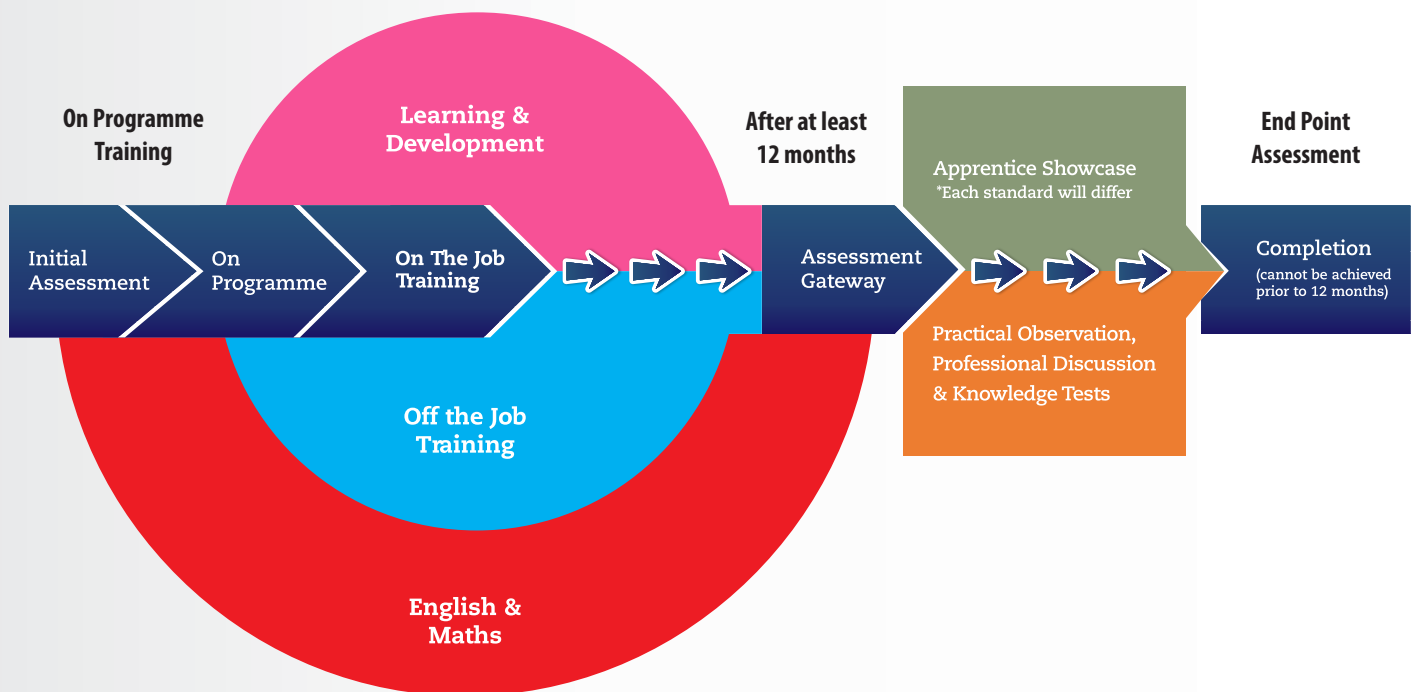 On Programme
Training
Learning &
Development
After at least
12 months
Apprentice Showcase
*Each standard will differ
End Point
Assessment
Initial
Assessment
On
Programme
On The Job
Training
Assessment
Gateway
Completion
(cannot be achieved
prior to 12 months)
Off the Job
Training
Practical Observation,
Professional Discussion
& Knowledge Tests
English &
Maths